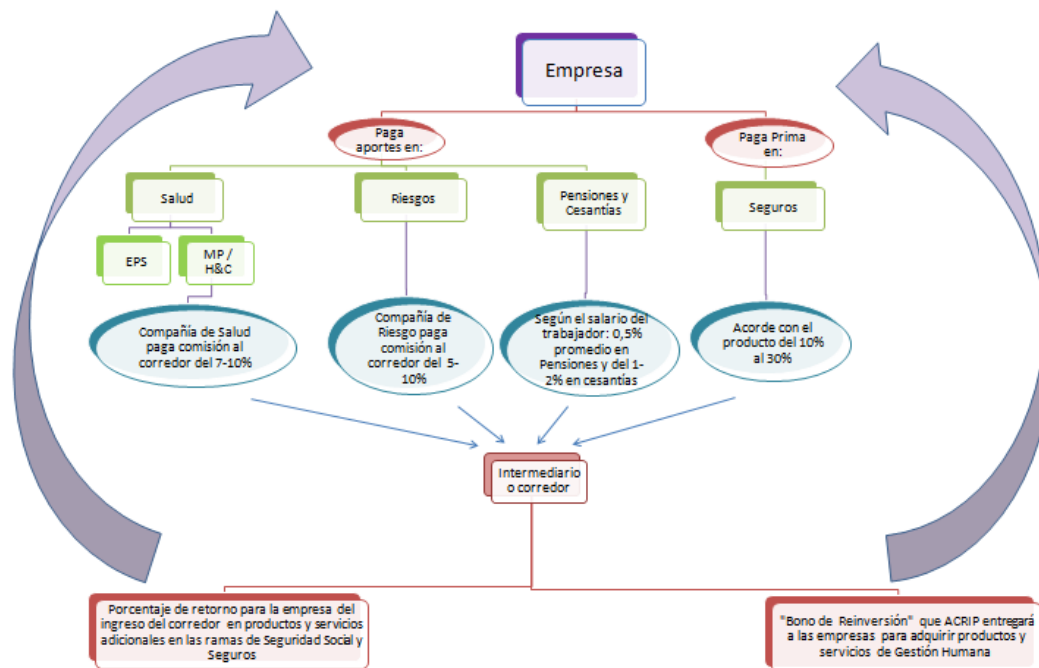 Empresa
Paga
aportes en:
Paga Prima
en:
Salud
Riesgos
Pensiones y
Cesantías
Seguros
EPS
MP /
H&C
Compañía de Salud
paga comisión al
corredor del 7-10%
Compañía de
Riesgo paga
comisión al
corredor del 5-
10%
Según el salario del
trabajador: 0,5%
promedio en
Pensiones y del 1-
2% en cesantías
Acorde con el
producto del 10%
al 30%
Intermediario
o corredor
Porcentaje de retorno para la empresa del
ingreso del corredor en productos y servicios
adicionales en las ramas de Seguridad Social y
Seguros
"Bono de Reinversión" que ACRIP entregará
a las empresas para adquirir productos y
servicios de Gestión Humana